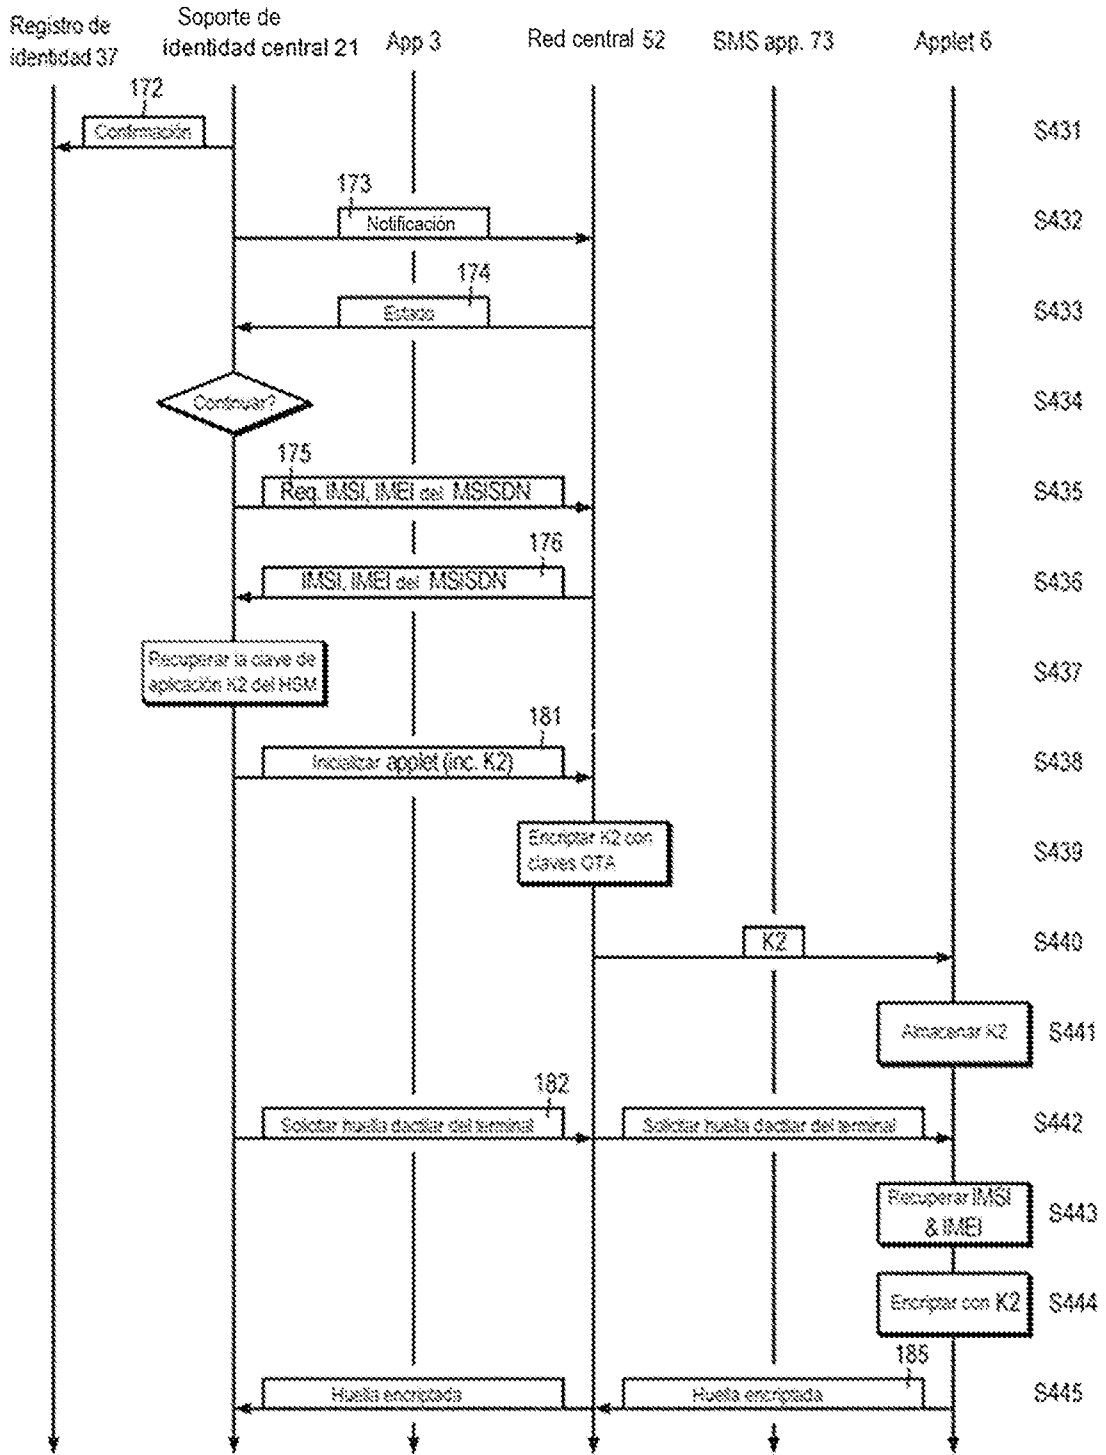 Registro de
identidad 37
Soporte de
identidad central 21
App 3
Red central 52
SMS app. 73
Applet 6
172
Confirmación
S431
173
Notificación
S432
174
Estado
S433
Continuar?
S434
175
Req. IMSI, IMEI del MSISDN
S435
176
IMSI, IMEI del MSISDN
S436
Recuperar la clave de
aplicación K2 del HSM
S437
181
Inicializar applet (inc. K2)
S438
Encriptar K2 con
claves OTA
S439
K2
S440
Almacenar K2
S441
182
Solicitar huella dactilar del terminal
Solicitar huella dactilar del terminal
S442
Recuperar IMSI
& IMEI
S443
Encriptar con K2
S444
185
Huella encriptada
Huella encriptada
S445